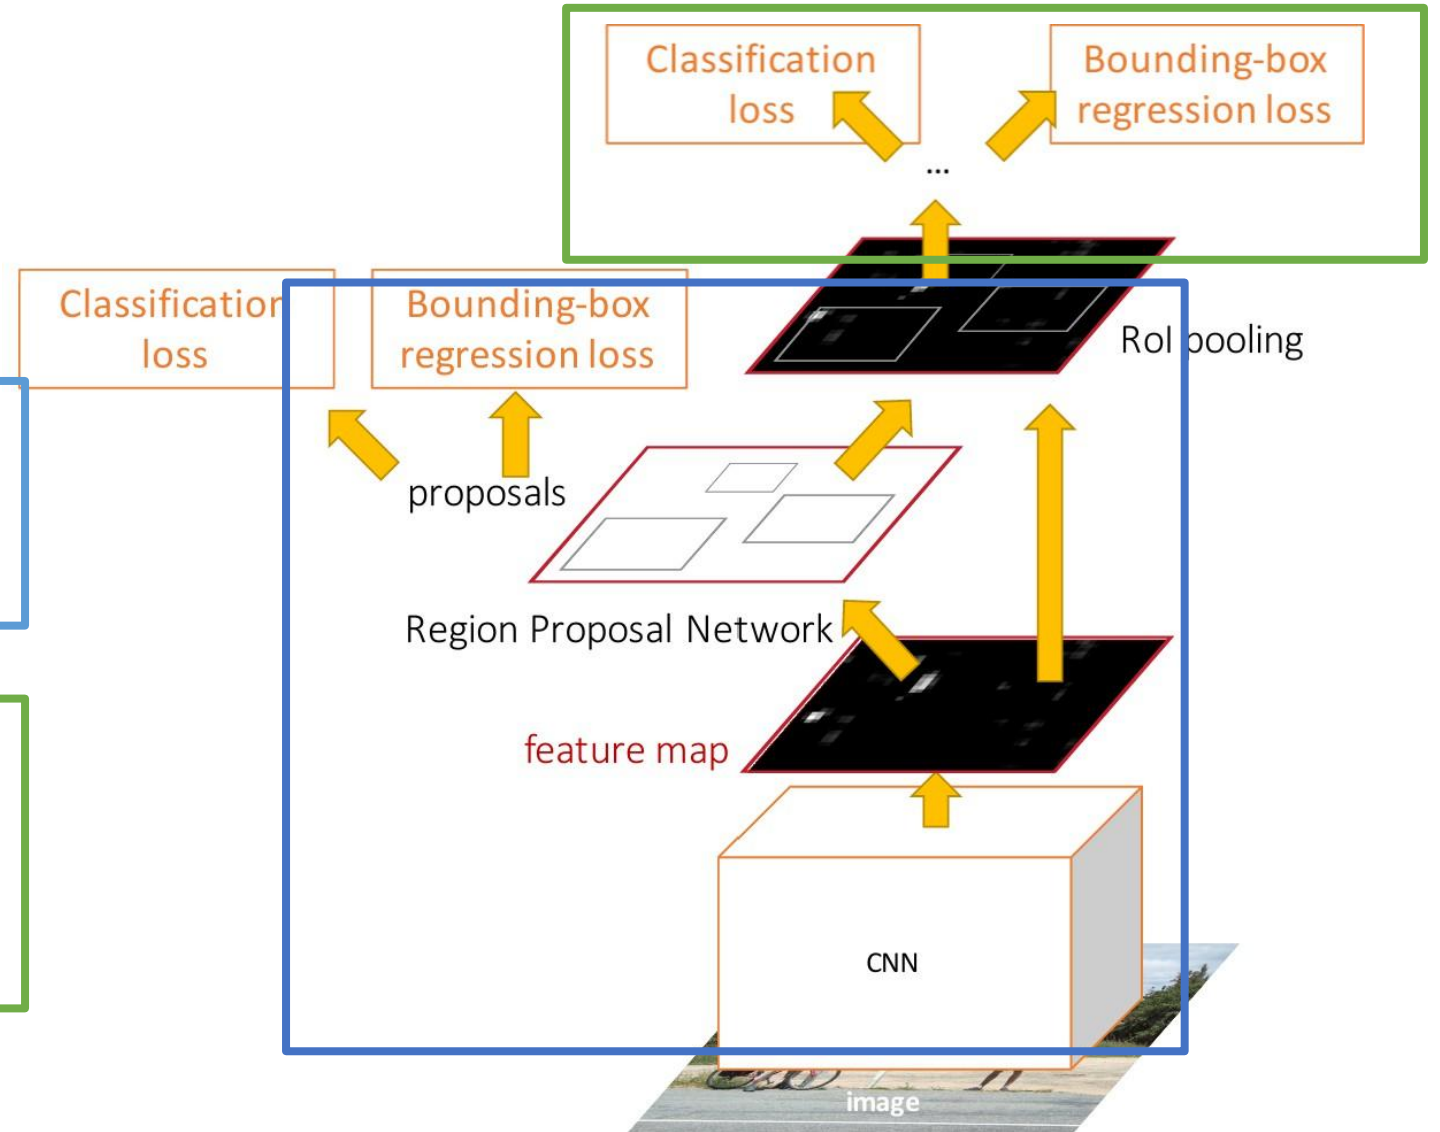 Classification
loss
Bounding-box
regression loss
...
Classification
loss
Bounding-box
regression loss
RoI pooling
proposals
Region Proposal Network
feature map
CNN
image